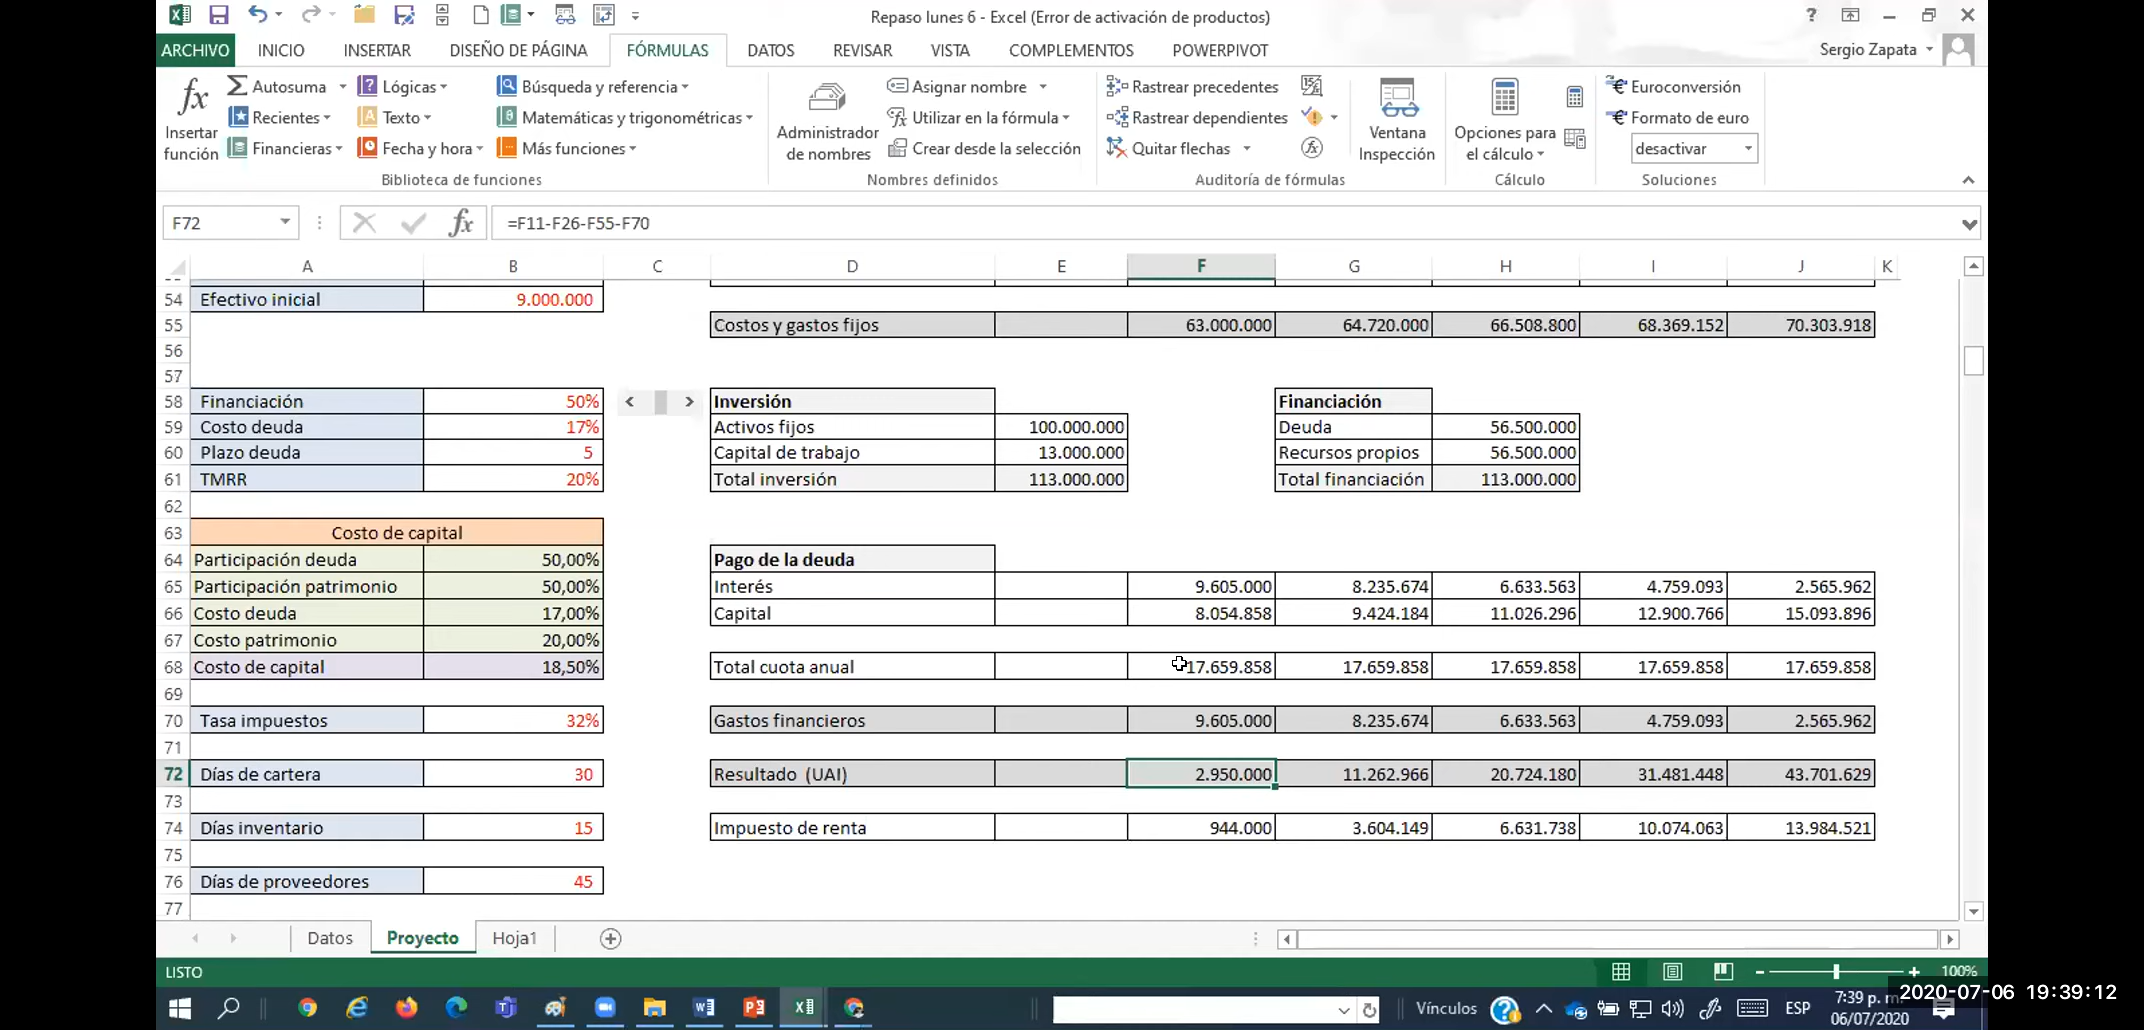 Repaso lunes 6 - Excel (Error de activación de productos)
ARCHIVO INICIO INSERTAR DISEÑO DE PÁGINA FÓRMULAS DATOS REVISAR VISTA COMPLEMENTOS POWERPIVOT Sergio Zapata
fx Insertar función
Σ Autosuma
Recientes
Financieras
Lógicas
Texto
Fecha y hora
Búsqueda y referencia
Matemáticas y trigonométricas
Más funciones
Biblioteca de funciones
Administrador de nombres
Asignar nombre
Utilizar en la fórmula
Crear desde la selección
Nombres definidos
Rastrear precedentes
Rastrear dependientes
Quitar flechas
Auditoría de fórmulas
Ventana Inspección
Opciones para el cálculo
Cálculo
Euroconversión
Formato de euro
desactivar
Soluciones
F72 fx =F11-F26-F55-F70
A B C D E F G H I J K
54 Efectivo inicial 9.000.000
55 Costos y gastos fijos 63.000.000 64.720.000 66.508.800 68.369.152 70.303.918
56
57
58 Financiación 50% < > Inversión Financiación
59 Costo deuda 17% Activos fijos 100.000.000 Deuda 56.500.000
60 Plazo deuda 5 Capital de trabajo 13.000.000 Recursos propios 56.500.000
61 TMRR 20% Total inversión 113.000.000 Total financiación 113.000.000
62
63 Costo de capital
64 Participación deuda 50,00% Pago de la deuda
65 Participación patrimonio 50,00% Interés 9.605.000 8.235.674 6.633.563 4.759.093 2.565.962
66 Costo deuda 17,00% Capital 8.054.858 9.424.184 11.026.296 12.900.766 15.093.896
67 Costo patrimonio 20,00%
68 Costo de capital 18,50% Total cuota anual 17.659.858 17.659.858 17.659.858 17.659.858 17.659.858
69
70 Tasa impuestos 32% Gastos financieros 9.605.000 8.235.674 6.633.563 4.759.093 2.565.962
71
72 Días de cartera 30 Resultado (UAI) 2.950.000 11.262.966 20.724.180 31.481.448 43.701.629
73
74 Días inventario 15 Impuesto de renta 944.000 3.604.149 6.631.738 10.074.063 13.984.521
75
76 Días de proveedores 45
77
Datos Proyecto Hoja1
LISTO 100%
Vínculos ESP 7:39 p. m.
06/07/2020
2020-07-06 19:39:12